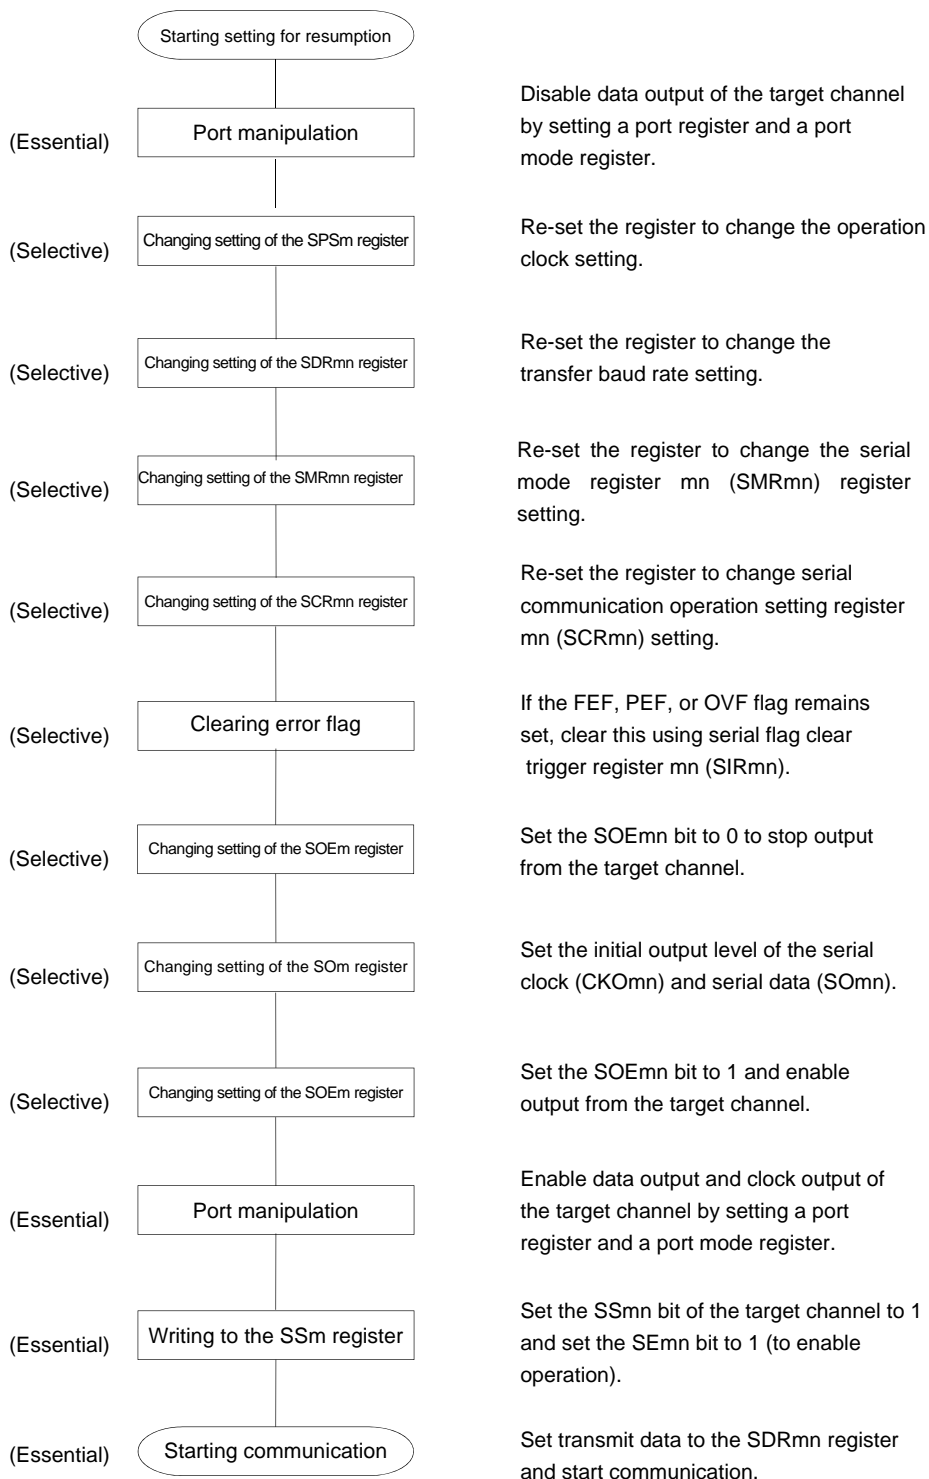 Starting setting for resumption
(Essential)
Port manipulation
Disable data output of the target channel
by setting a port register and a port
mode register.
(Selective)
Changing setting of the SPSm register
Re-set the register to change the operation
clock setting.
(Selective)
Changing setting of the SDRmn register
Re-set the register to change the
transfer baud rate setting.
(Selective)
Changing setting of the SMRmn register
Re-set the register to change the serial
mode register mn (SMRmn) register
setting.
(Selective)
Changing setting of the SCRmn register
Re-set the register to change serial
communication operation setting register
mn (SCRmn) setting.
(Selective)
Clearing error flag
If the FEF, PEF, or OVF flag remains
set, clear this using serial flag clear
trigger register mn (SIRmn).
(Selective)
Changing setting of the SOEm register
Set the SOEmn bit to 0 to stop output
from the target channel.
(Selective)
Changing setting of the SOm register
Set the initial output level of the serial
clock (CKOmn) and serial data (SOmn).
(Selective)
Changing setting of the SOEm register
Set the SOEmn bit to 1 and enable
output from the target channel.
(Essential)
Port manipulation
Enable data output and clock output of
the target channel by setting a port
register and a port mode register.
(Essential)
Writing to the SSm register
Set the SSmn bit of the target channel to 1
and set the SEmn bit to 1 (to enable
operation).
(Essential)
Starting communication
Set transmit data to the SDRmn register
and start communication.